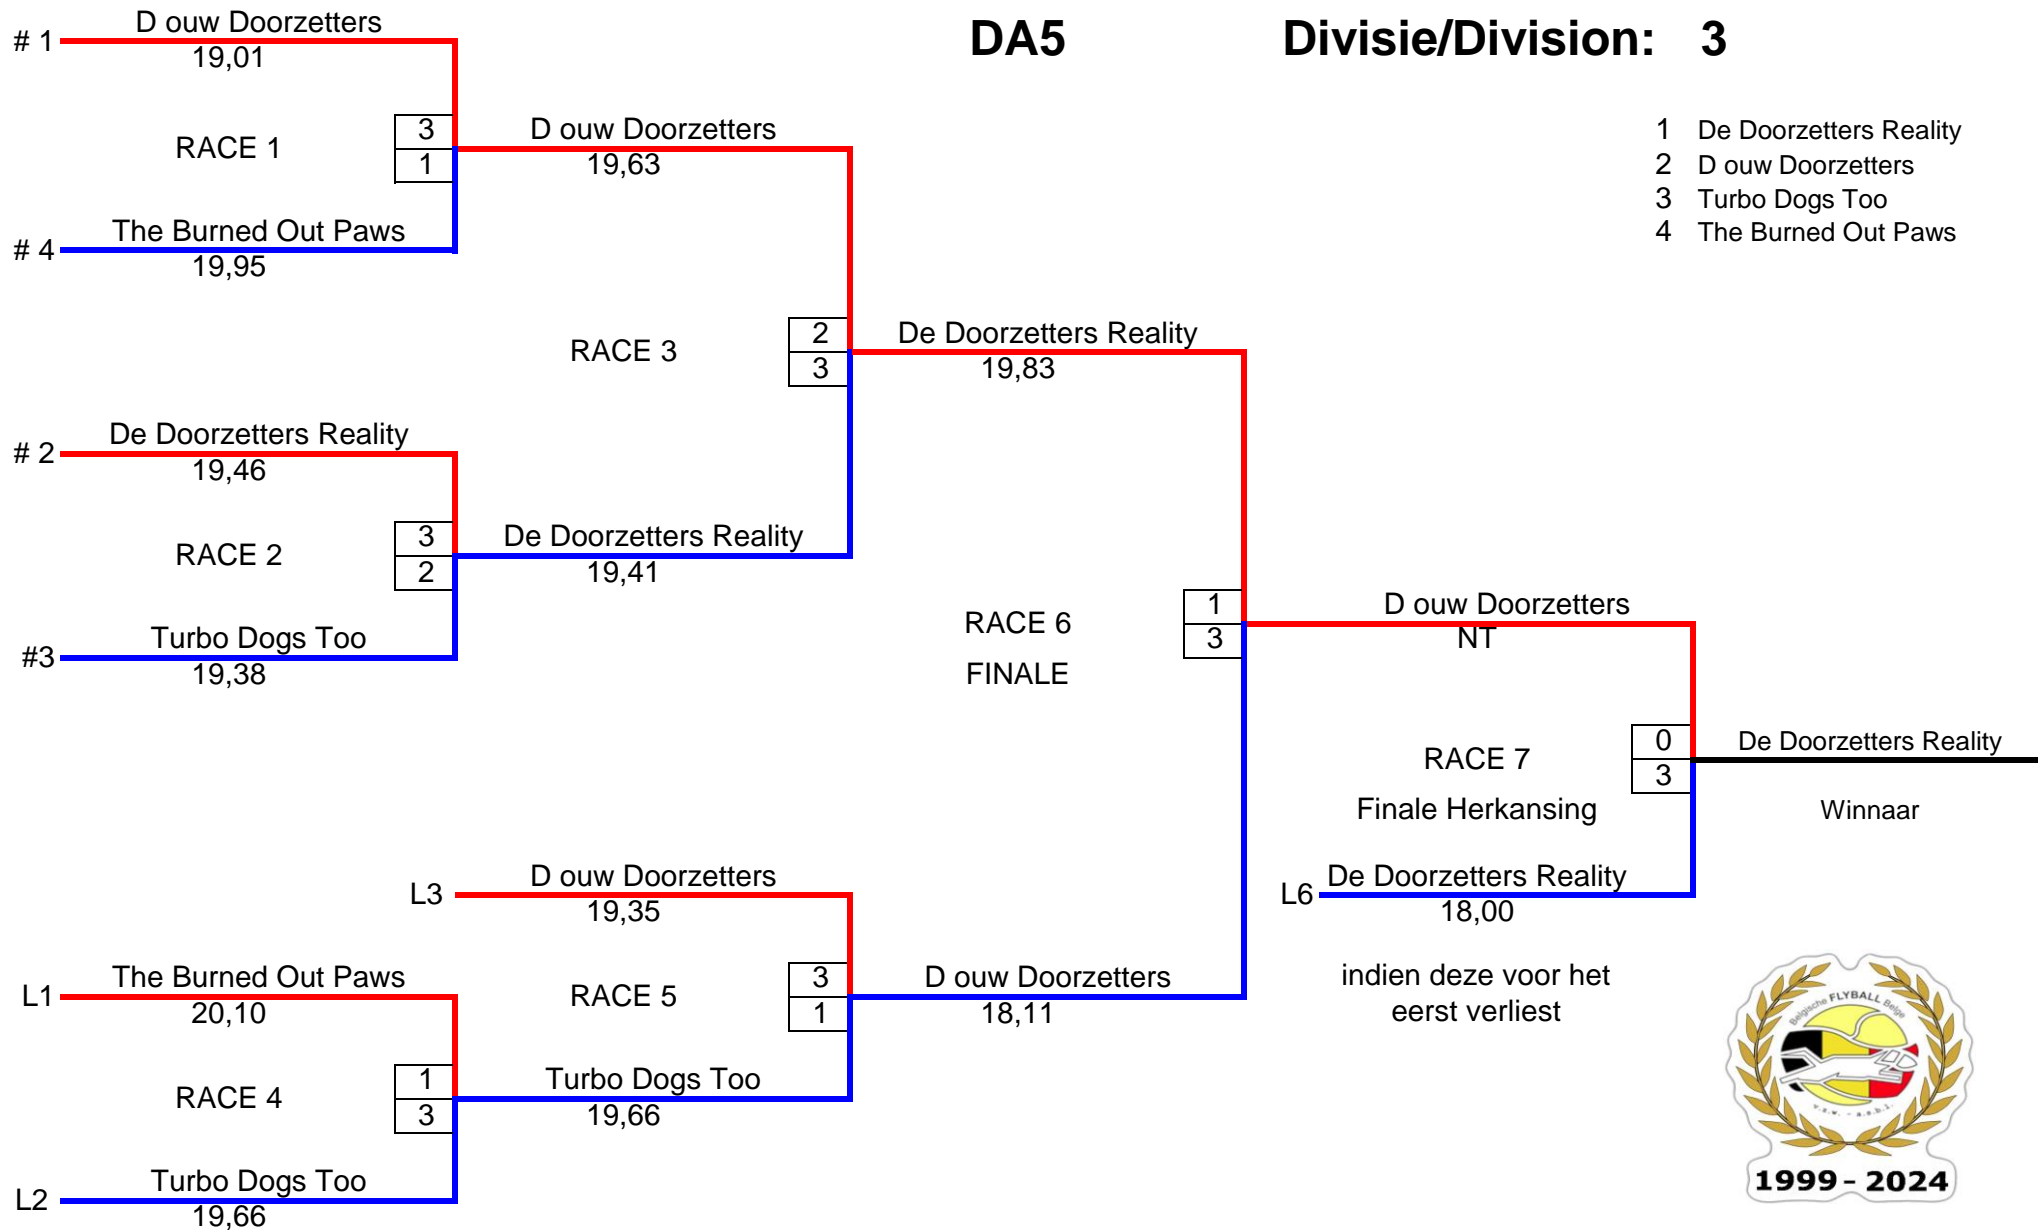 DA5
Divisie/Division: 3
1 De Doorzetters Reality
2 D ouw Doorzetters
3 Turbo Dogs Too
4 The Burned Out Paws
# 1
D ouw Doorzetters
19,01
RACE 1
3
1
# 4
The Burned Out Paws
19,95
D ouw Doorzetters
19,63
RACE 3
2
3
De Doorzetters Reality
19,83
# 2
De Doorzetters Reality
19,46
RACE 2
3
2
De Doorzetters Reality
19,41
#3
Turbo Dogs Too
19,38
RACE 6
FINALE
1
3
D ouw Doorzetters
NT
RACE 7
Finale Herkansing
0
3
De Doorzetters Reality
Winnaar
L3
D ouw Doorzetters
19,35
L6
De Doorzetters Reality
18,00
indien deze voor het
eerst verliest
L1
The Burned Out Paws
20,10
RACE 5
3
1
D ouw Doorzetters
18,11
RACE 4
1
3
Turbo Dogs Too
19,66
L2
Turbo Dogs Too
19,66
Belgische FLYBALL Belge
v.z.w. - a.s.b.l.
1999 - 2024